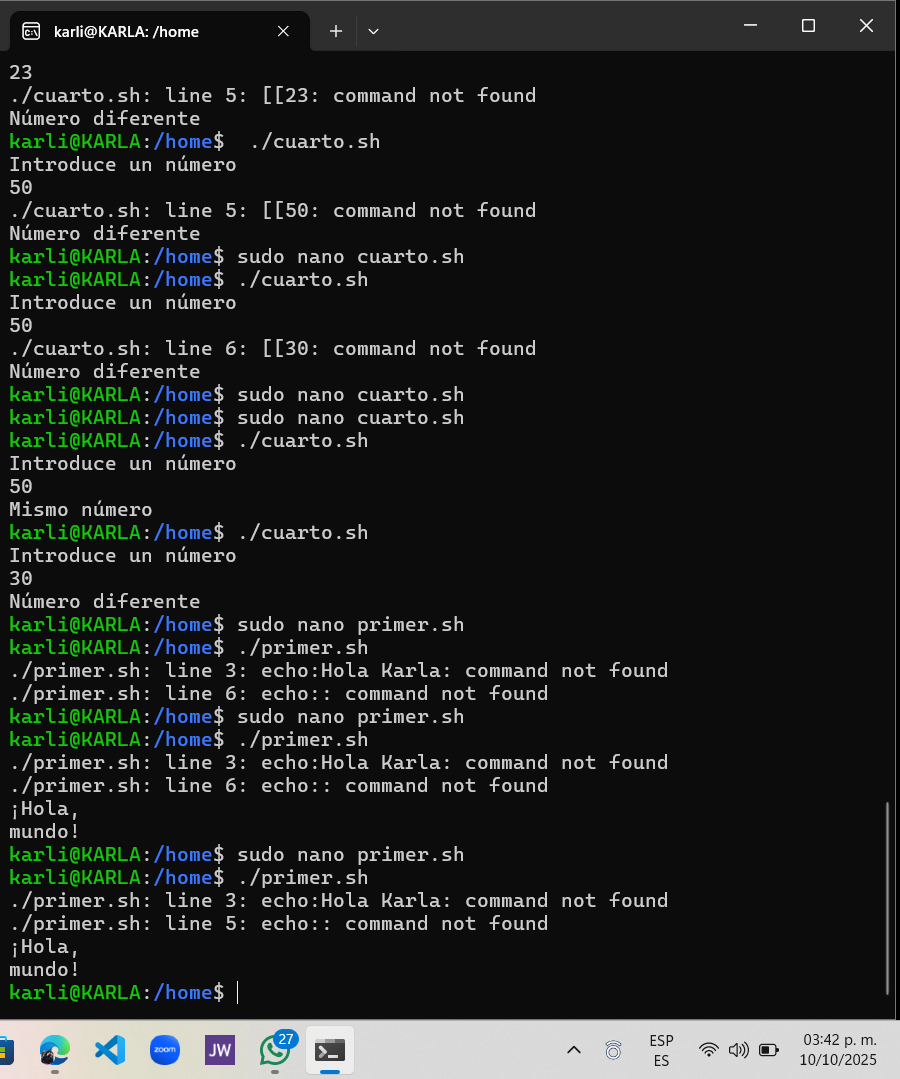 karli@KARLA: /home
23
./cuarto.sh: line 5: [[23: command not found
Número diferente
karli@KARLA:/home$  ./cuarto.sh
Introduce un número
50
./cuarto.sh: line 5: [[50: command not found
Número diferente
karli@KARLA:/home$ sudo nano cuarto.sh
karli@KARLA:/home$ ./cuarto.sh
Introduce un número
50
./cuarto.sh: line 6: [[30: command not found
Número diferente
karli@KARLA:/home$ sudo nano cuarto.sh
karli@KARLA:/home$ sudo nano cuarto.sh
karli@KARLA:/home$ ./cuarto.sh
Introduce un número
50
Mismo número
karli@KARLA:/home$ ./cuarto.sh
Introduce un número
30
Número diferente
karli@KARLA:/home$ sudo nano primer.sh
karli@KARLA:/home$ ./primer.sh
./primer.sh: line 3: echo:Hola Karla: command not found
./primer.sh: line 6: echo:: command not found
karli@KARLA:/home$ sudo nano primer.sh
karli@KARLA:/home$ ./primer.sh
./primer.sh: line 3: echo:Hola Karla: command not found
./primer.sh: line 6: echo:: command not found
¡Hola,
mundo!
karli@KARLA:/home$ sudo nano primer.sh
karli@KARLA:/home$ ./primer.sh
./primer.sh: line 3: echo:Hola Karla: command not found
./primer.sh: line 5: echo:: command not found
¡Hola,
mundo!
karli@KARLA:/home$
zoom
JW
27
ESP
ES
03:42 p. m.
10/10/2025